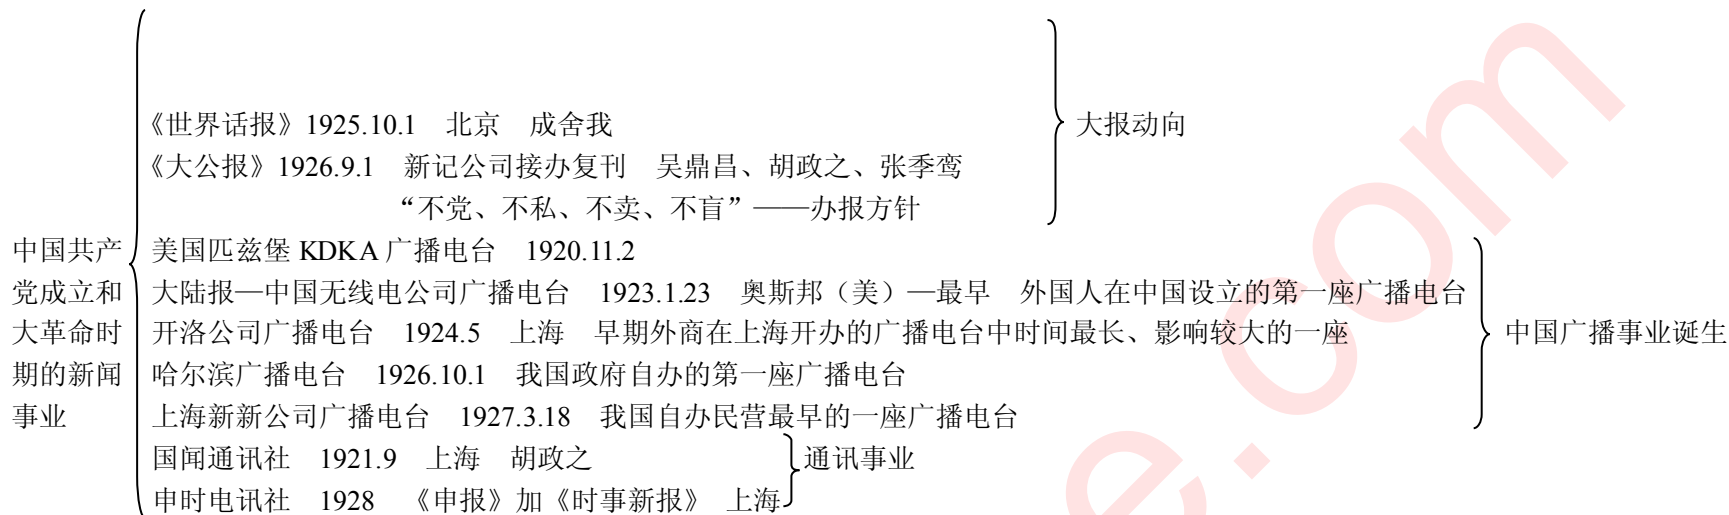 《世界话报》1925.10.1 北京 成舍我
大报动向
《大公报》1926.9.1 新记公司接办复刊 吴鼎昌、胡政之、张季鸾
“不党、不私、不卖、不盲”——办报方针
中国共产
党成立和
大革命时
期的新闻
事业
美国匹兹堡 KDKA 广播电台 1920.11.2
大陆报—中国无线电公司广播电台 1923.1.23 奥斯邦（美）—最早 外国人在中国设立的第一座广播电台
开洛公司广播电台 1924.5 上海 早期外商在上海开办的广播电台中时间最长、影响较大的一座
中国广播事业诞生
哈尔滨广播电台 1926.10.1 我国政府自办的第一座广播电台
上海新新公司广播电台 1927.3.18 我国自办民营最早的一座广播电台
国闻通讯社 1921.9 上海 胡政之
通讯事业
申时电讯社 1928 《申报》加《时事新报》 上海
e.com